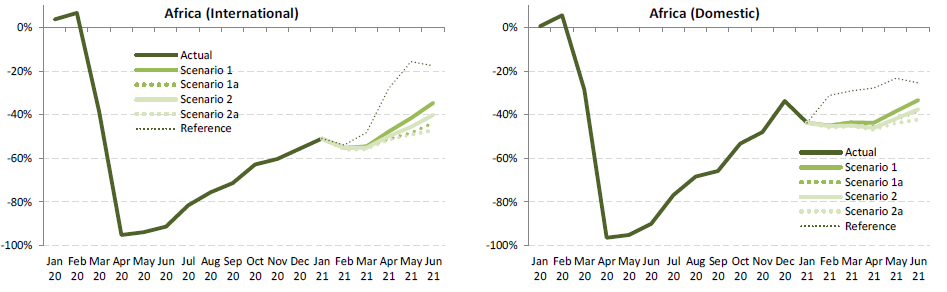 Africa (International)
0%
-20%
-40%
-60%
-80%
-100%
Actual
Scenario 1
Scenario 1a
Scenario 2
Scenario 2a
Reference
Jan Feb Mar Apr May Jun Jul Aug Sep Oct Nov Dec Jan Feb Mar Apr May Jun
20 20 20 20 20 20 20 20 20 20 20 20 21 21 21 21 21 21
Africa (Domestic)
0%
-20%
-40%
-60%
-80%
-100%
Actual
Scenario 1
Scenario 1a
Scenario 2
Scenario 2a
Reference
Jan Feb Mar Apr May Jun Jul Aug Sep Oct Nov Dec Jan Feb Mar Apr May Jun
20 20 20 20 20 20 20 20 20 20 20 20 21 21 21 21 21 21